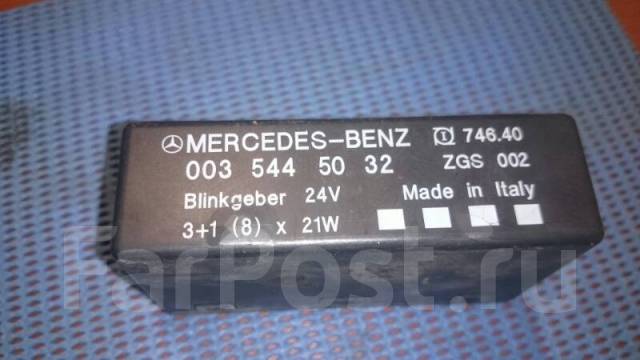 MERCEDES-BENZ 746.40
003 544 50 32 ZGS 002
Blinkgeber 24V Made in Italy
3+1 (8) x 21W
FarPost.ru